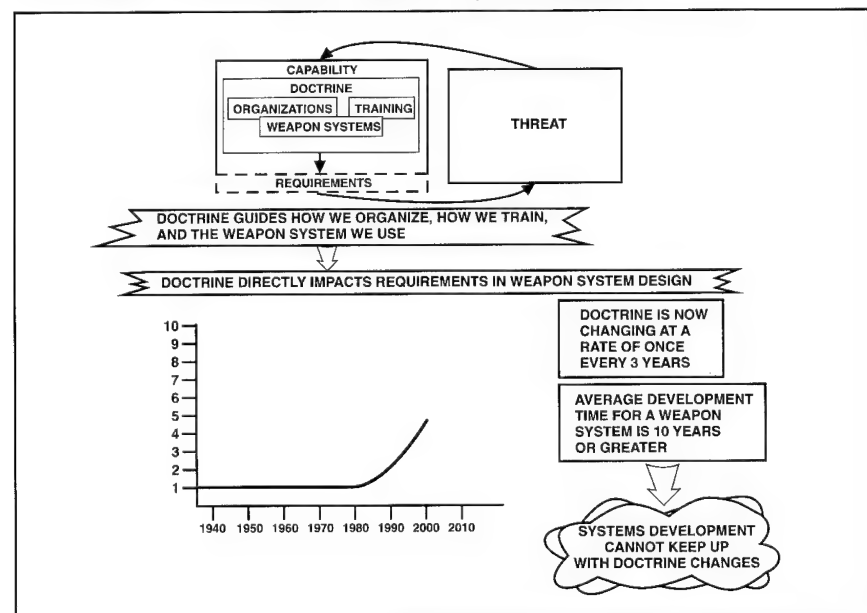 CAPABILITY
DOCTRINE
ORGANIZATIONS
TRAINING
WEAPON SYSTEMS
REQUIREMENTS
THREAT
DOCTRINE GUIDES HOW WE ORGANIZE, HOW WE TRAIN,
AND THE WEAPON SYSTEM WE USE
DOCTRINE DIRECTLY IMPACTS REQUIREMENTS IN WEAPON SYSTEM DESIGN
10
9
8
7
6
5
4
3
2
1
1940 1950 1960 1970 1980 1990 2000 2010
DOCTRINE IS NOW
CHANGING AT A
RATE OF ONCE
EVERY 3 YEARS
AVERAGE DEVELOPMENT
TIME FOR A WEAPON
SYSTEM IS 10 YEARS
OR GREATER
SYSTEMS DEVELOPMENT
CANNOT KEEP UP
WITH DOCTRINE CHANGES